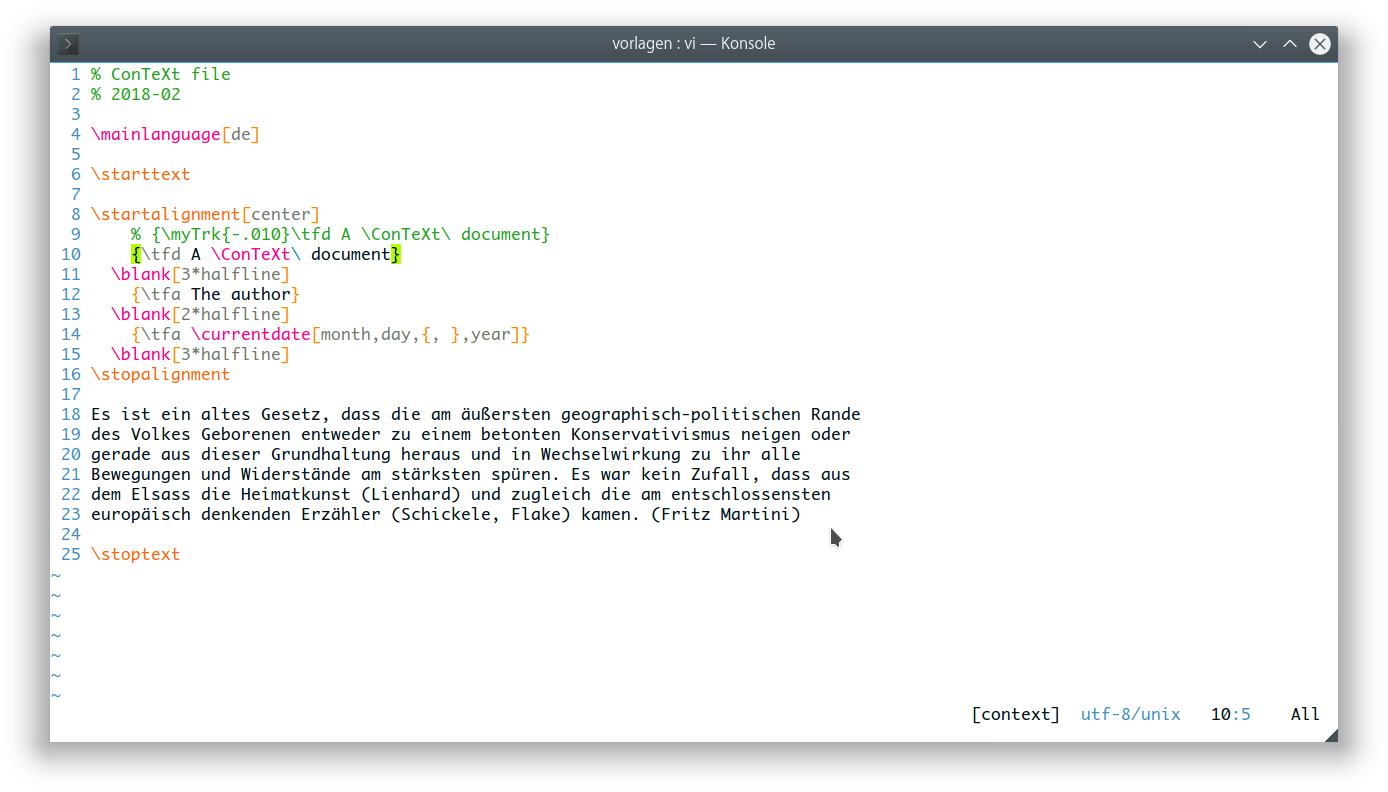 vorlagen : vi — Konsole
1 % ConTeXt file
2 % 2018-02
3
4 \mainlanguage[de]
5
6 \starttext
7
8 \startalignment[center]
9     % {\myTrk{-.010}\tfd A \ConTeXt\ document}
10     {\tfd A \ConTeXt\ document}
11   \blank[3*halfline]
12     {\tfa The author}
13   \blank[2*halfline]
14     {\tfa \currentdate[month,day,{, },year]}
15   \blank[3*halfline]
16 \stopalignment
17
18 Es ist ein altes Gesetz, dass die am äußersten geographisch-politischen Rande
19 des Volkes Geborenen entweder zu einem betonten Konservativismus neigen oder
20 gerade aus dieser Grundhaltung heraus und in Wechselwirkung zu ihr alle
21 Bewegungen und Widerstände am stärksten spüren. Es war kein Zufall, dass aus
22 dem Elsass die Heimatkunst (Lienhard) und zugleich die am entschlossensten
23 europäisch denkenden Erzähler (Schickele, Flake) kamen. (Fritz Martini)
24
25 \stoptext
~
~
~
~
~
~
~
[context]  utf-8/unix   10:5    All